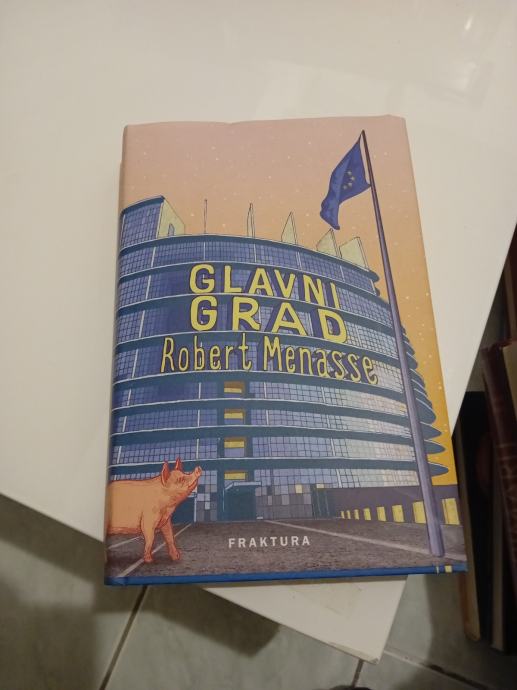 GLAVNI
GRAD
Robert Menasse
FRAKTURA